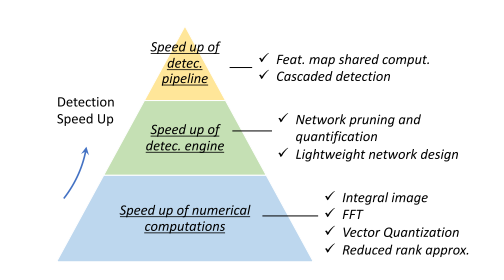 Speed up of
detec.
pipeline
✓ Feat. map shared comput.
✓ Cascaded detection
Detection
Speed Up
Speed up of
detec. engine
✓ Network pruning and
quantification
✓ Lightweight network design
Speed up of numerical
computations
✓ Integral image
✓ FFT
✓ Vector Quantization
✓ Reduced rank approx.